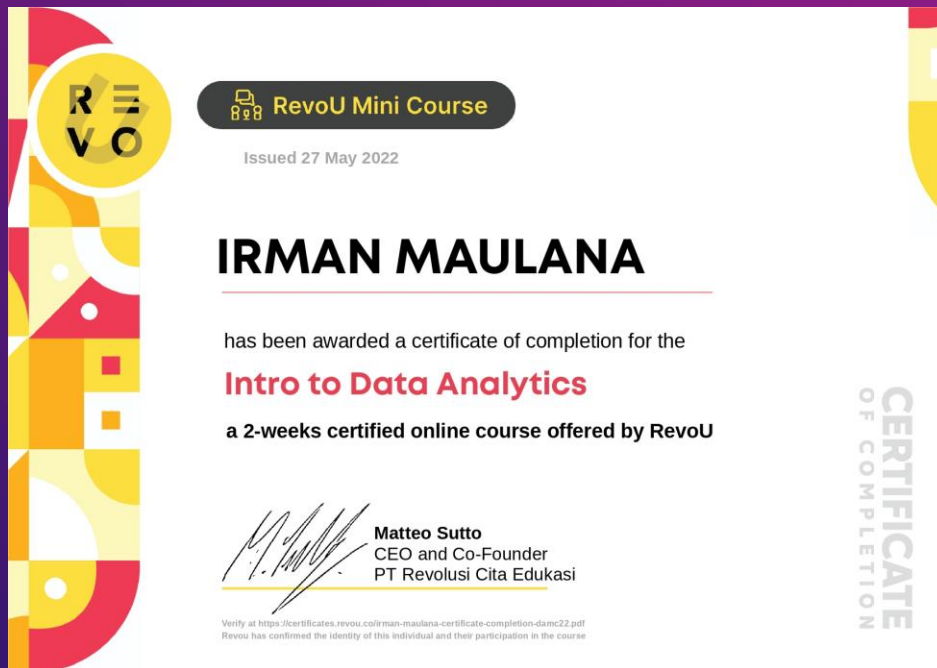 RE
VO
RevoU Mini Course
Issued 27 May 2022
IRMAN MAULANA
has been awarded a certificate of completion for the
Intro to Data Analytics
a 2-weeks certified online course offered by RevoU
Matteo Sutto
CEO and Co-Founder
PT Revolusi Cita Edukasi
Verify at https://certificates.revou.co/irman-maulana-certificate-completion-damc22.pdf
Revou has confirmed the identity of this individual and their participation in the course
CERTIFICATE
OF COMPLETION